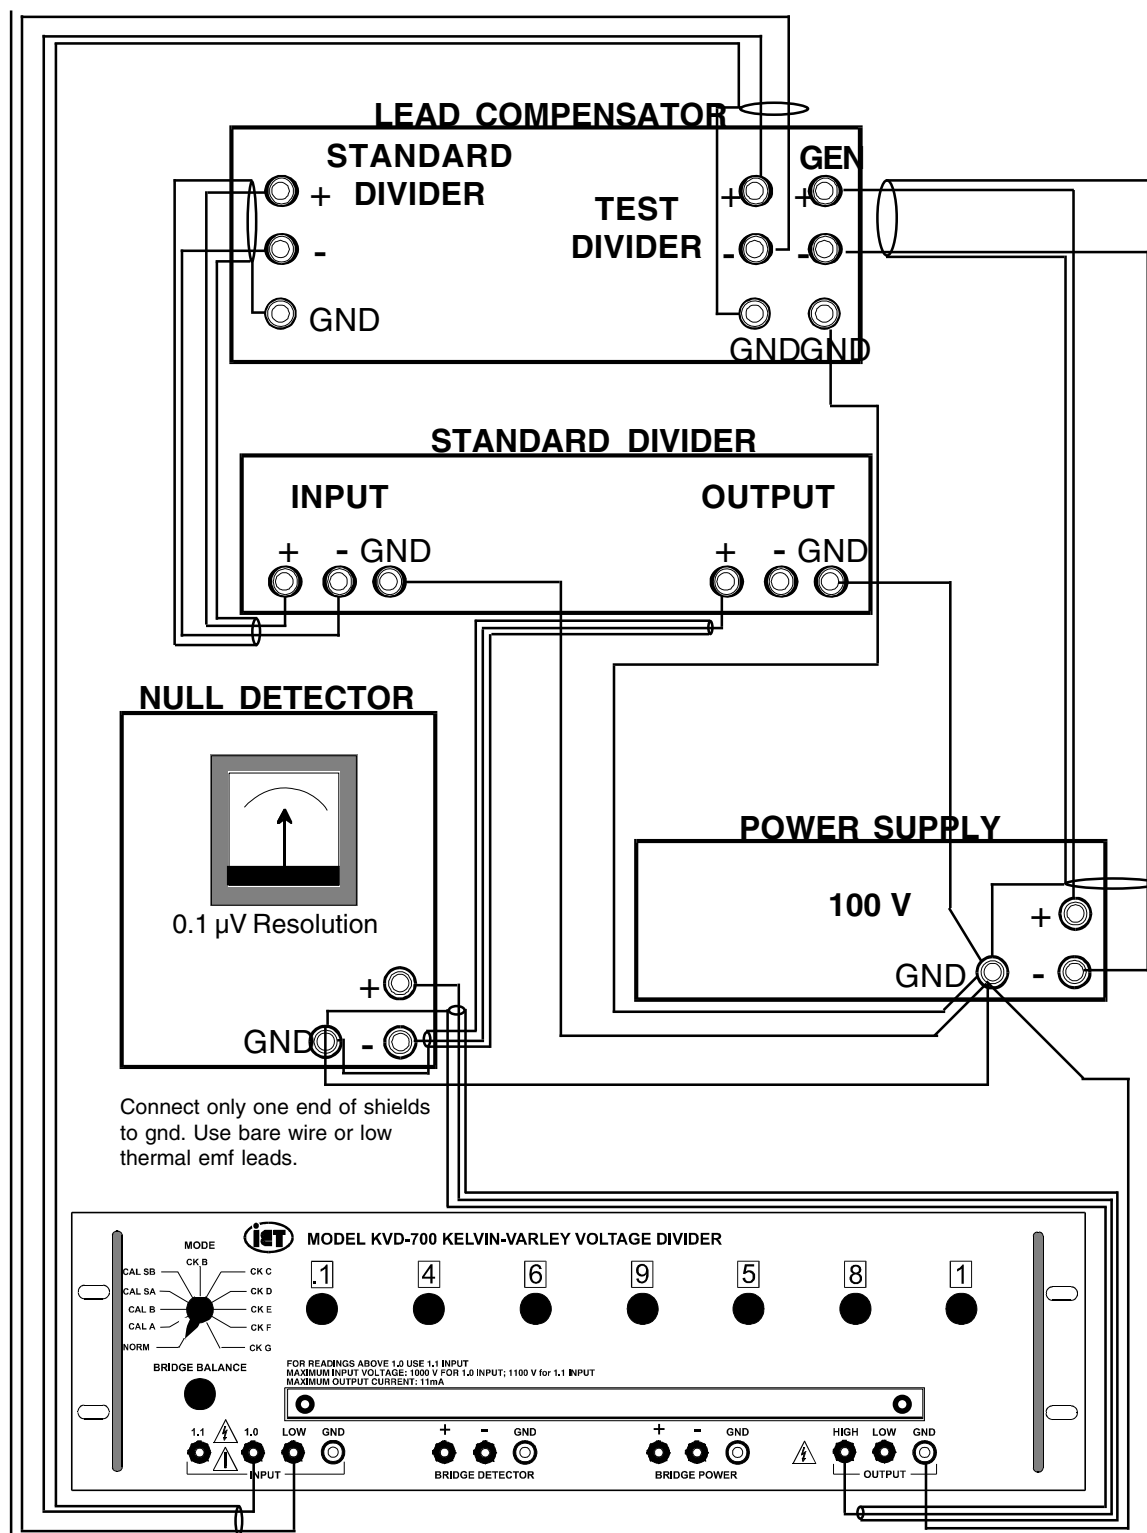 LEAD COMPENSATOR
STANDARD
DIVIDER
GEN
+
+
+
TEST
DIVIDER
-
-
-
GND
GND
GND
STANDARD DIVIDER
INPUT
OUTPUT
+ - GND
+ - GND
NULL DETECTOR
0.1 µV Resolution
+
GND
-
POWER SUPPLY
100 V
+
GND
-
Connect only one end of shields
to gnd. Use bare wire or low
thermal emf leads.
MODE
CK B
CAL SB
CK C
CAL SA
CK D
CAL B
CK E
CAL A
CK F
NORM
CK G
IET
MODEL KVD-700 KELVIN-VARLEY VOLTAGE DIVIDER
.1 4 6 9 5 8 1
BRIDGE BALANCE
FOR READINGS ABOVE 1.0 USE 1.1 INPUT
MAXIMUM INPUT VOLTAGE: 1000 V FOR 1.0 INPUT; 1100 V for 1.1 INPUT
MAXIMUM OUTPUT CURRENT: 11mA
1.1 1.0 LOW GND
INPUT
+ - GND
BRIDGE DETECTOR
+ - GND
BRIDGE POWER
HIGH LOW GND
OUTPUT